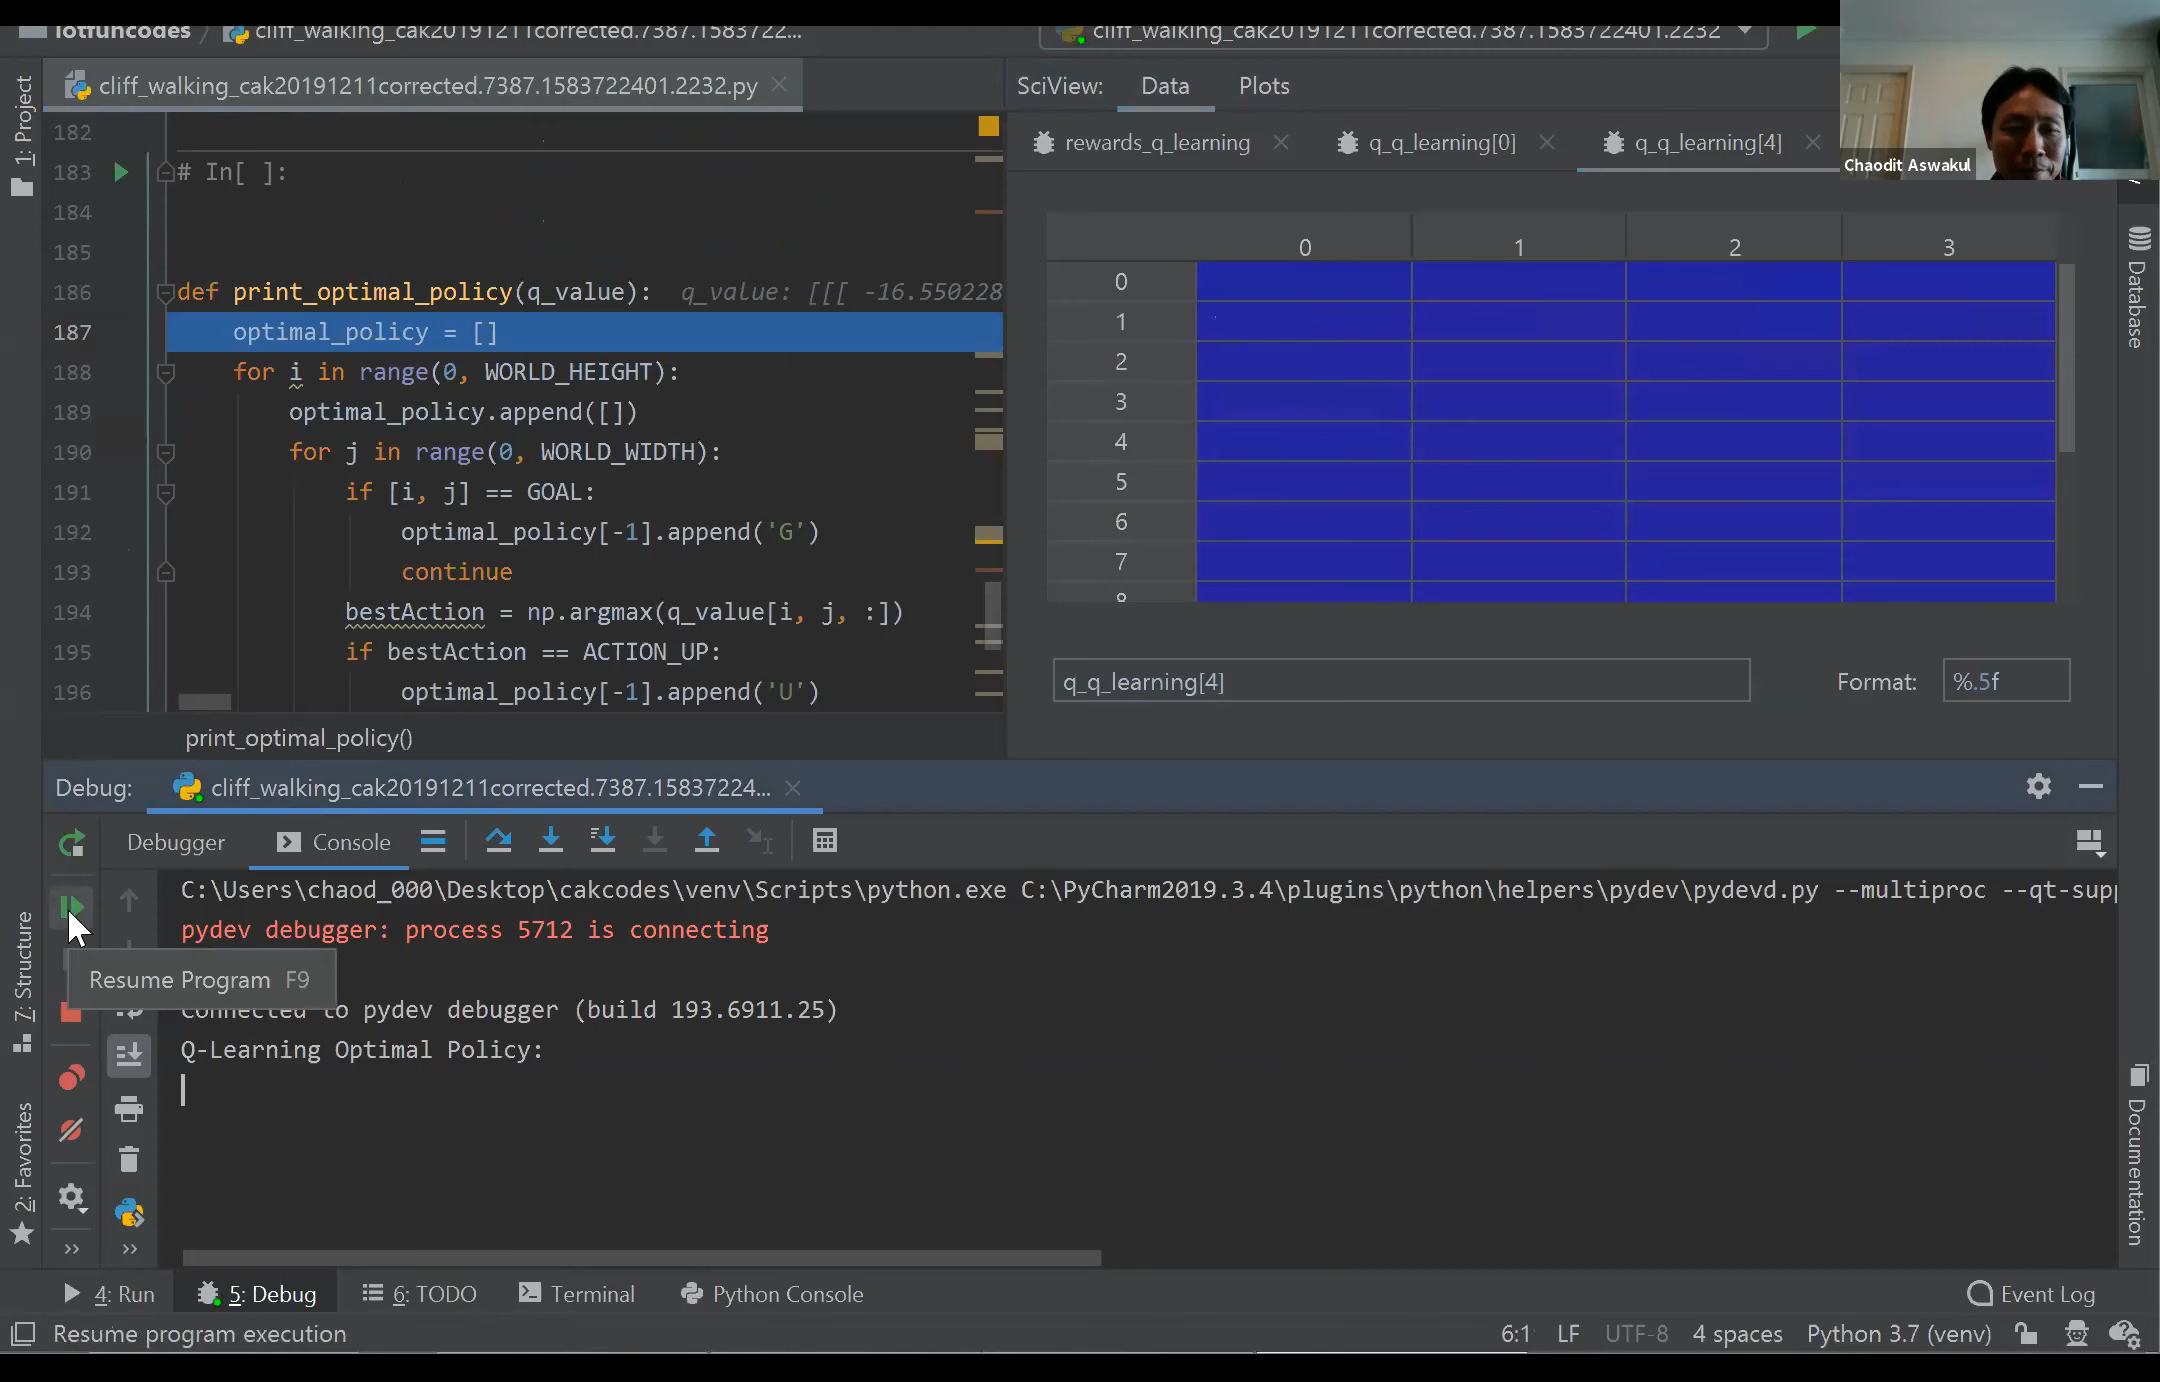 iotfuncodes
cliff_walking_cak20191211corrected.7387.1583722...
cliff_walking_cak20191211corrected.7387.1583722401.2232
cliff_walking_cak20191211corrected.7387.1583722401.2232.py
SciView:
Data
Plots
Chaodit Aswakul
1: Project
rewards_q_learning
q_q_learning[0]
q_q_learning[4]
182
183 # In[ ]:
184
185
186 def print_optimal_policy(q_value): q_value: [[[ -16.550228
187 optimal_policy = []
188 for i in range(0, WORLD_HEIGHT):
189 optimal_policy.append([])
190 for j in range(0, WORLD_WIDTH):
191 if [i, j] == GOAL:
192 optimal_policy[-1].append('G')
193 continue
194 bestAction = np.argmax(q_value[i, j, :])
195 if bestAction == ACTION_UP:
196 optimal_policy[-1].append('U')
print_optimal_policy()
0 1 2 3
0
1
2
3
4
5
6
7
8
q_q_learning[4]
Format: %.5f
Database
Debug: cliff_walking_cak20191211corrected.7387.15837224...
Debugger
Console
C:\Users\chaod_000\Desktop\cakcodes\venv\Scripts\python.exe C:\PyCharm2019.3.4\plugins\python\helpers\pydev\pydevd.py --multiproc --qt-supp
pydev debugger: process 5712 is connecting
Resume Program F9
Connected to pydev debugger (build 193.6911.25)
Q-Learning Optimal Policy:
7: Structure
2: Favorites
Documentation
4: Run
5: Debug
6: TODO
Terminal
Python Console
Event Log
Resume program execution
6:1 LF UTF-8 4 spaces Python 3.7 (venv)